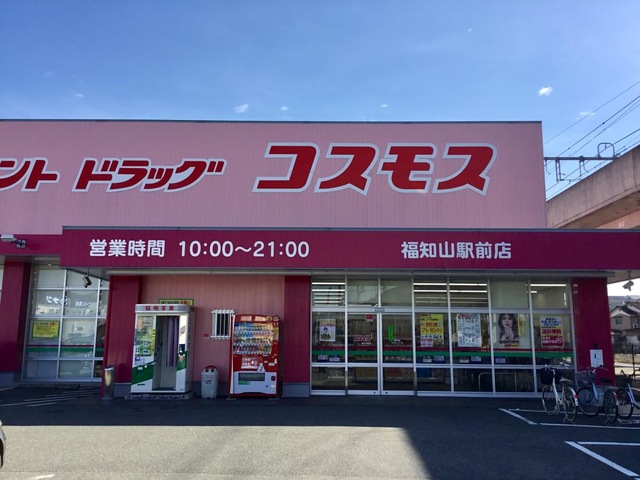 ント ドラッグ コスモス
営業時間 10:00～21:00 福知山駅前店